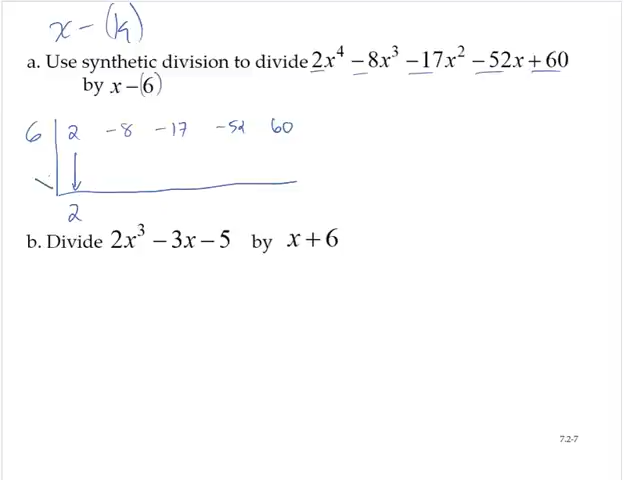 x - (k)
a. Use synthetic division to divide 2x⁴ - 8x³ - 17x² - 52x + 60
by x - (6)
6 | 2 -8 -17 -52 60
2
b. Divide 2x³ - 3x - 5 by x + 6
7.2-7